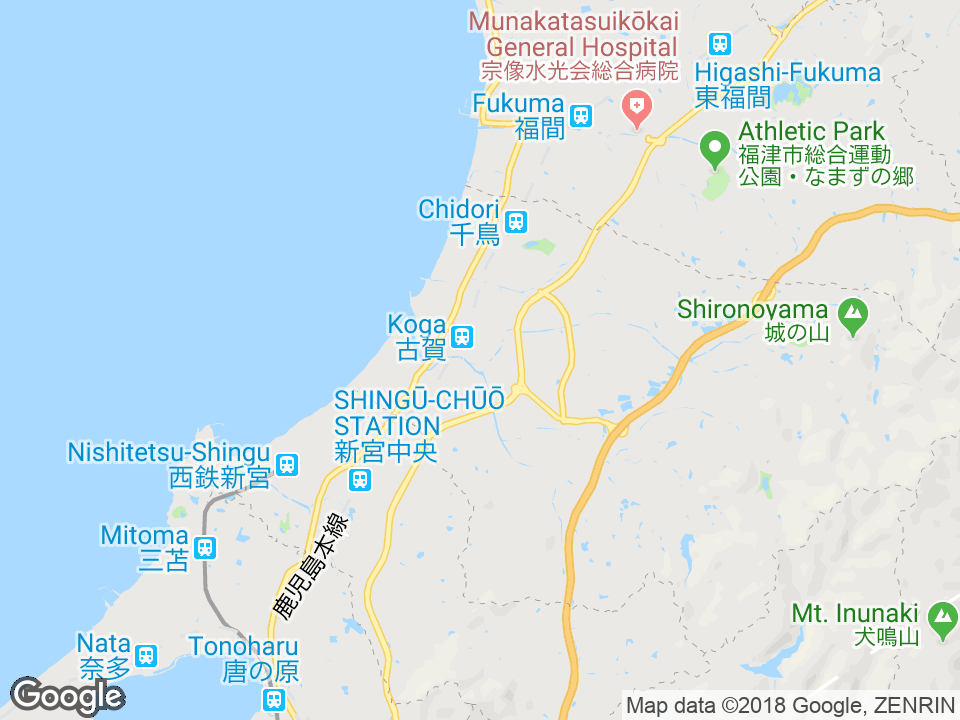 Munakatasuikōkai
General Hospital
宗像水光会総合病院
Higashi-Fukuma
東福間
Fukuma
福間
Athletic Park
福津市総合運動
公園・なまずの郷
Chidori
千鳥
Shironoyama
城の山
Koga
古賀
SHINGŪ-CHŪŌ
STATION
新宮中央
Nishitetsu-Shingu
西鉄新宮
Mitoma
三苫
鹿児島本線
Mt. Inunaki
犬鳴山
Nata
奈多
Tonoharu
唐の原
Google
Map data ©2018 Google, ZENRIN